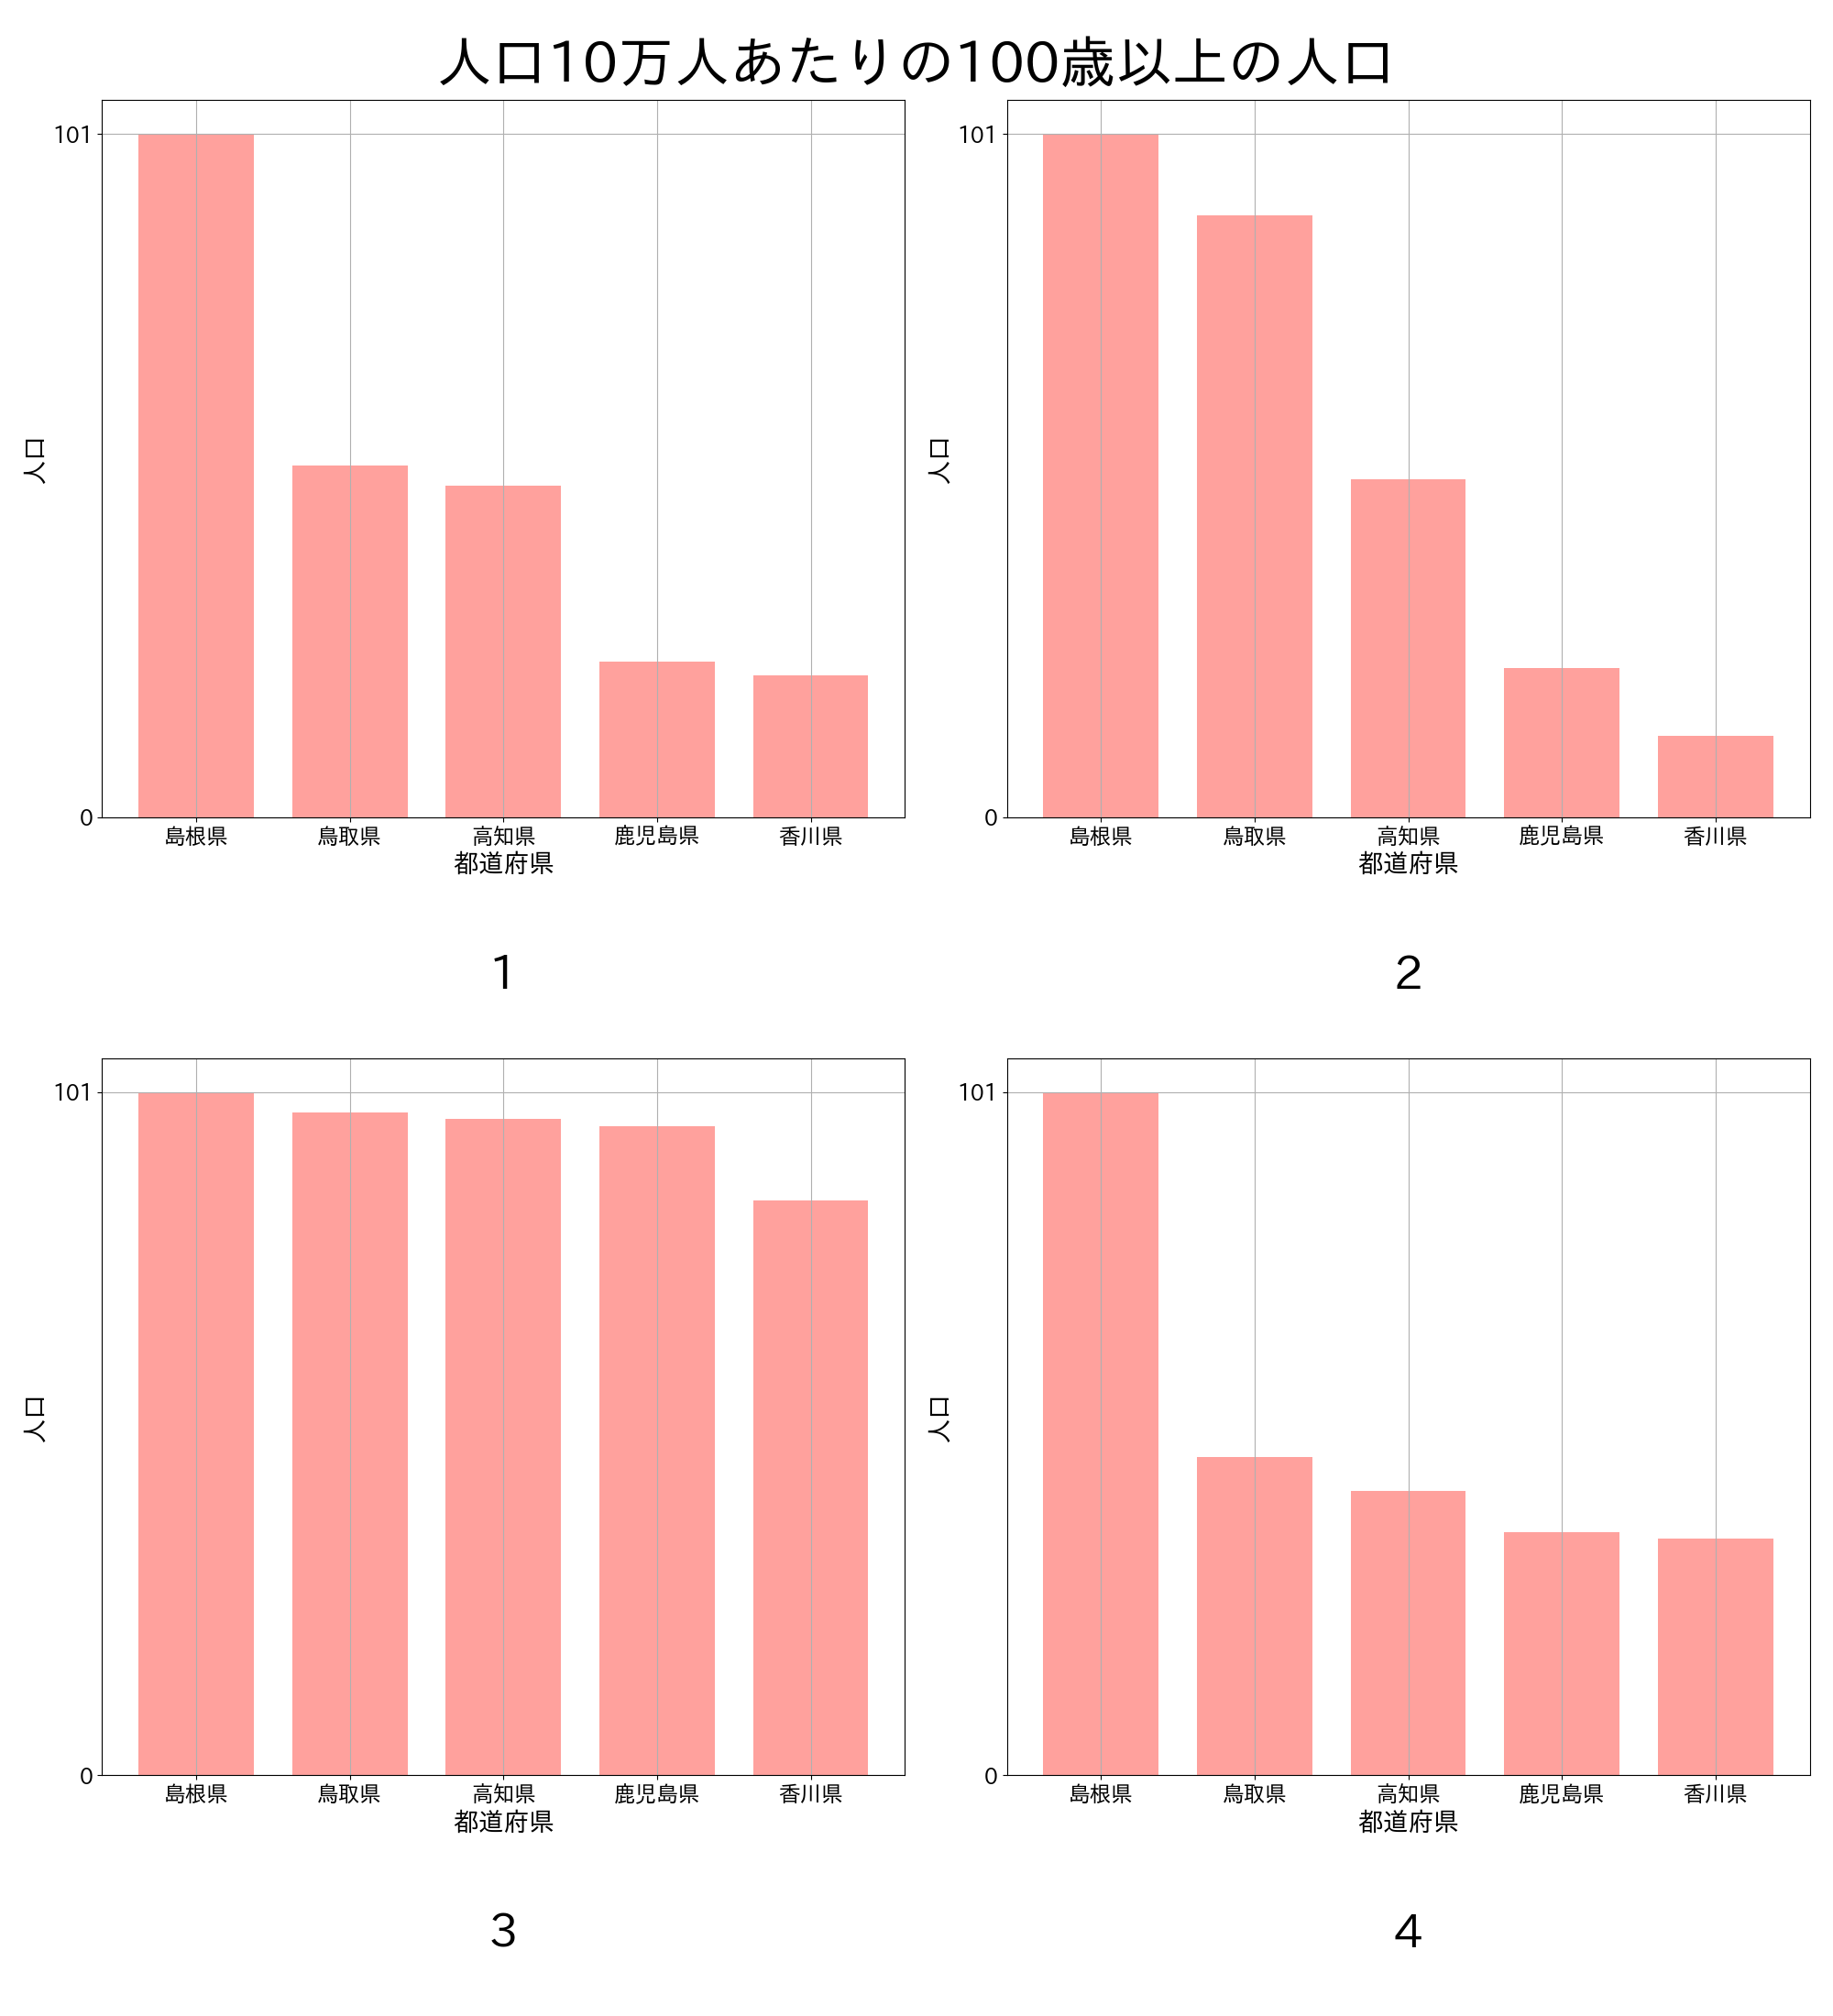 人口10万人あたりの100歳以上の人口
101
0
人口
島根県 鳥取県 高知県 鹿児島県 香川県
都道府県
1
101
0
人口
島根県 鳥取県 高知県 鹿児島県 香川県
都道府県
2
101
0
人口
島根県 鳥取県 高知県 鹿児島県 香川県
都道府県
3
101
0
人口
島根県 鳥取県 高知県 鹿児島県 香川県
都道府県
4